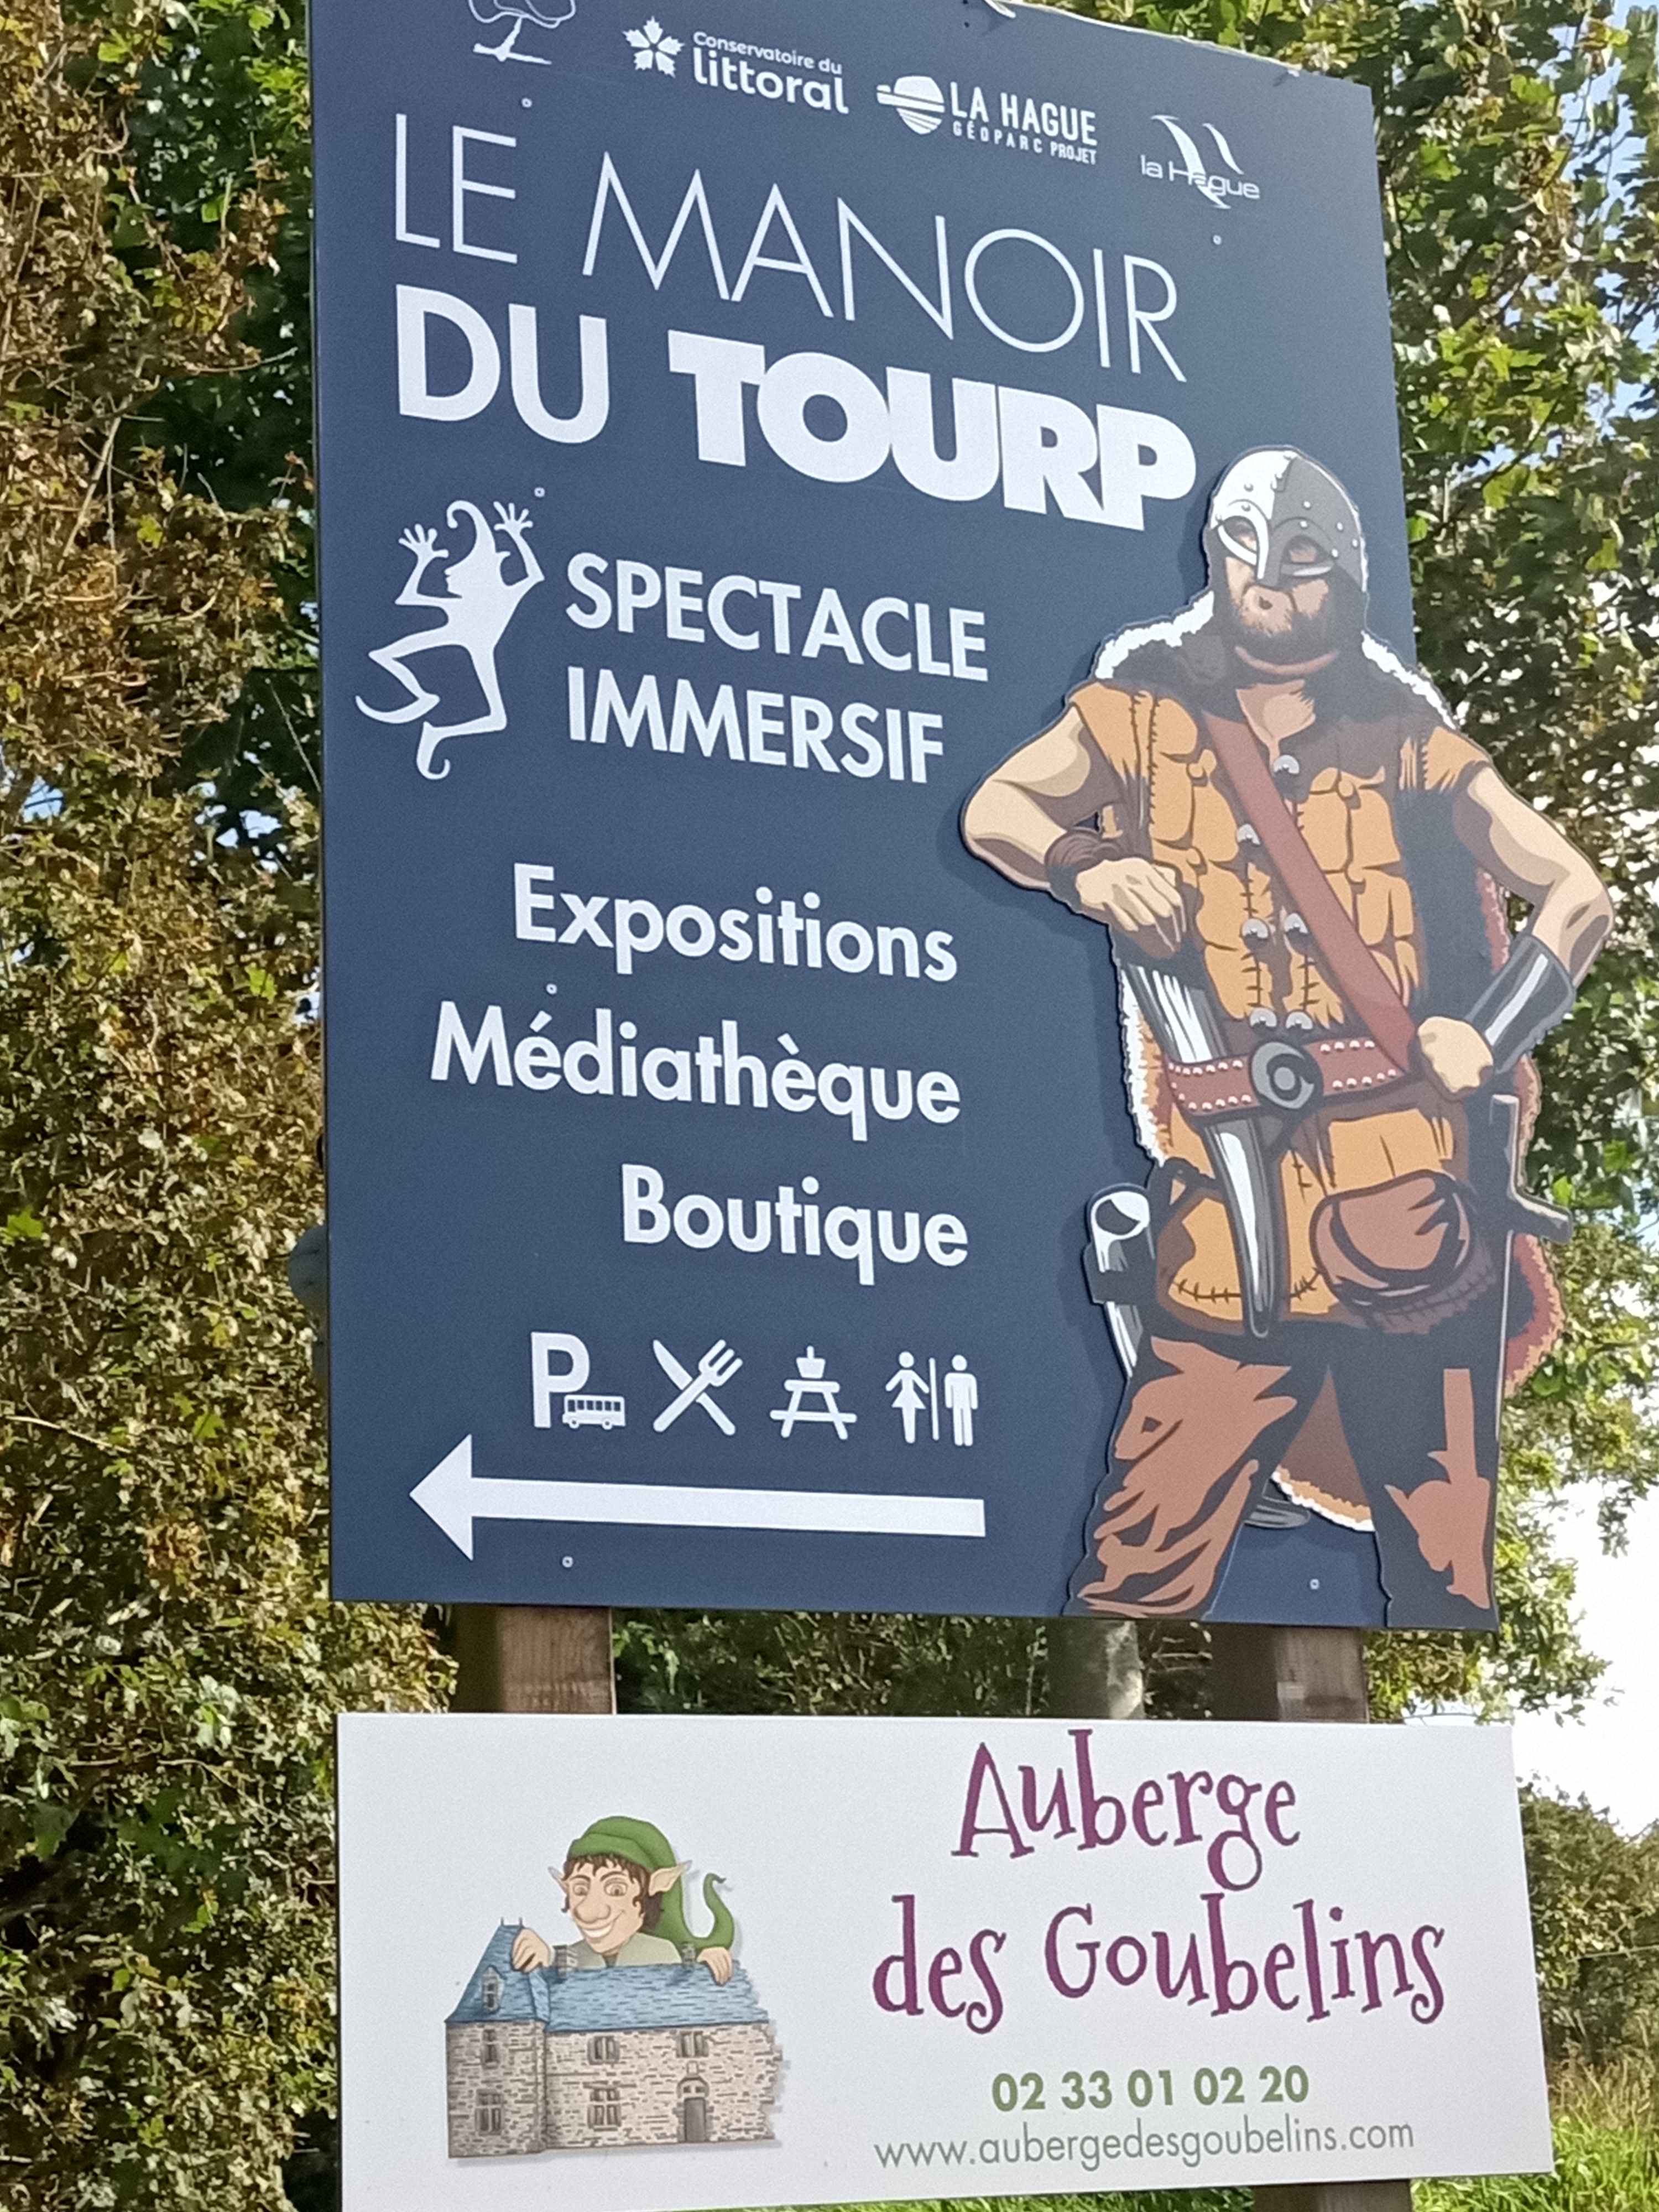 Conservatoire du
littoral
LA HAGUE
GÉOPARC PROJET
la Hague
LE MANOIR
DU TOURP
SPECTACLE
IMMERSIF
Expositions
Médiathèque
Boutique
P
Auberge
des Goubelins
02 33 01 02 20
www.aubergedesgoubelins.com